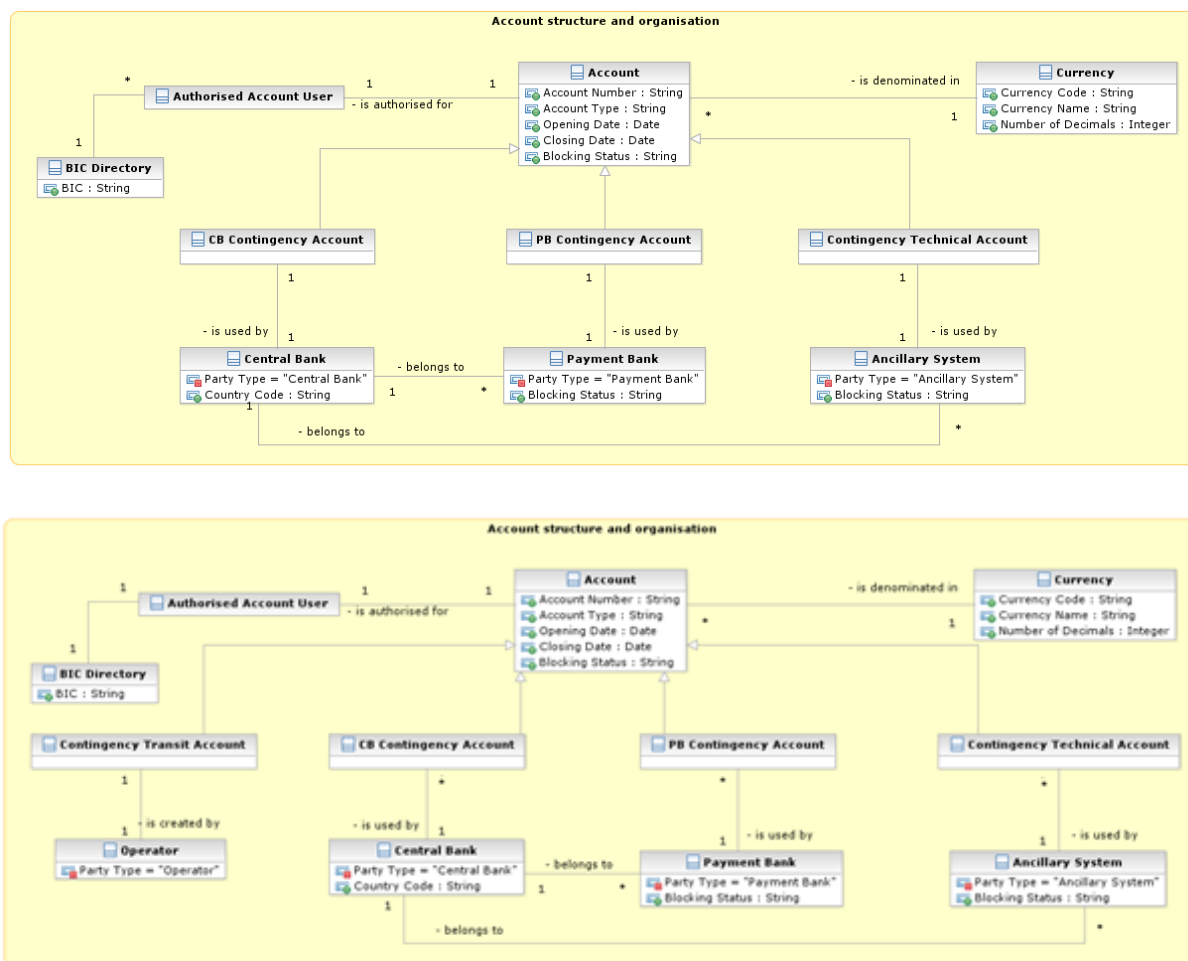 Account structure and organisation
Account
Currency
- is denominated in
*
1
1
Authorised Account User
- is authorised for
Account Number : String
Currency Code : String
Account Type : String
Currency Name : String
*
1
Opening Date : Date
Number of Decimals : Integer
1
Closing Date : Date
BIC Directory
Blocking Status : String
BIC : String
CB Contingency Account
PB Contingency Account
Contingency Technical Account
1
1
1
- is used by
1
1
- is used by
1
- is used by
Central Bank
Payment Bank
Ancillary System
- belongs to
Party Type = "Central Bank"
Party Type = "Payment Bank"
Party Type = "Ancillary System"
Country Code : String
1
*
Blocking Status : String
Blocking Status : String
1
- belongs to
*
Account structure and organisation
Account
Currency
- is denominated in
1
1
1
Authorised Account User
- is authorised for
Account Number : String
Currency Code : String
Account Type : String
Currency Name : String
*
1
Opening Date : Date
Number of Decimals : Integer
1
Closing Date : Date
BIC Directory
Blocking Status : String
BIC : String
Contingency Transit Account
CB Contingency Account
PB Contingency Account
Contingency Technical Account
1
*
*
*
1
- is created by
- is used by
1
1
- is used by
1
- is used by
Operator
Central Bank
Payment Bank
Ancillary System
- belongs to
Party Type = "Operator"
Party Type = "Central Bank"
Party Type = "Payment Bank"
Party Type = "Ancillary System"
Country Code : String
1
*
Blocking Status : String
Blocking Status : String
1
- belongs to
*